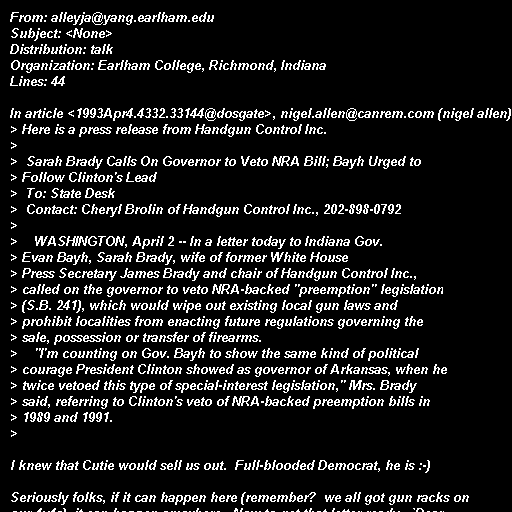 From: alleyja@yang.earlham.edu
Subject: <None>
Distribution: talk
Organization: Earlham College, Richmond, Indiana
Lines: 44

In article <1993Apr4.4332.33144@dosgate>, nigel.allen@canrem.com (nigel allen)
> Here is a press release from Handgun Control Inc.
>
>  Sarah Brady Calls On Governor to Veto NRA Bill; Bayh Urged to
> Follow Clinton's Lead
>  To: State Desk
>  Contact: Cheryl Brolin of Handgun Control Inc., 202-898-0792
>
>    WASHINGTON, April 2 -- In a letter today to Indiana Gov.
> Evan Bayh, Sarah Brady, wife of former White House
> Press Secretary James Brady and chair of Handgun Control Inc.,
> called on the governor to veto NRA-backed "preemption" legislation
> (S.B. 241), which would wipe out existing local gun laws and
> prohibit localities from enacting future regulations governing the
> sale, possession or transfer of firearms.
>    "I'm counting on Gov. Bayh to show the same kind of political
> courage President Clinton showed as governor of Arkansas, when he
> twice vetoed this type of special-interest legislation," Mrs. Brady
> said, referring to Clinton's veto of NRA-backed preemption bills in
> 1989 and 1991.
>

I knew that Cutie would sell us out.  Full-blooded Democrat, he is :-)

Seriously folks, if it can happen here (remember?  we all got gun racks on